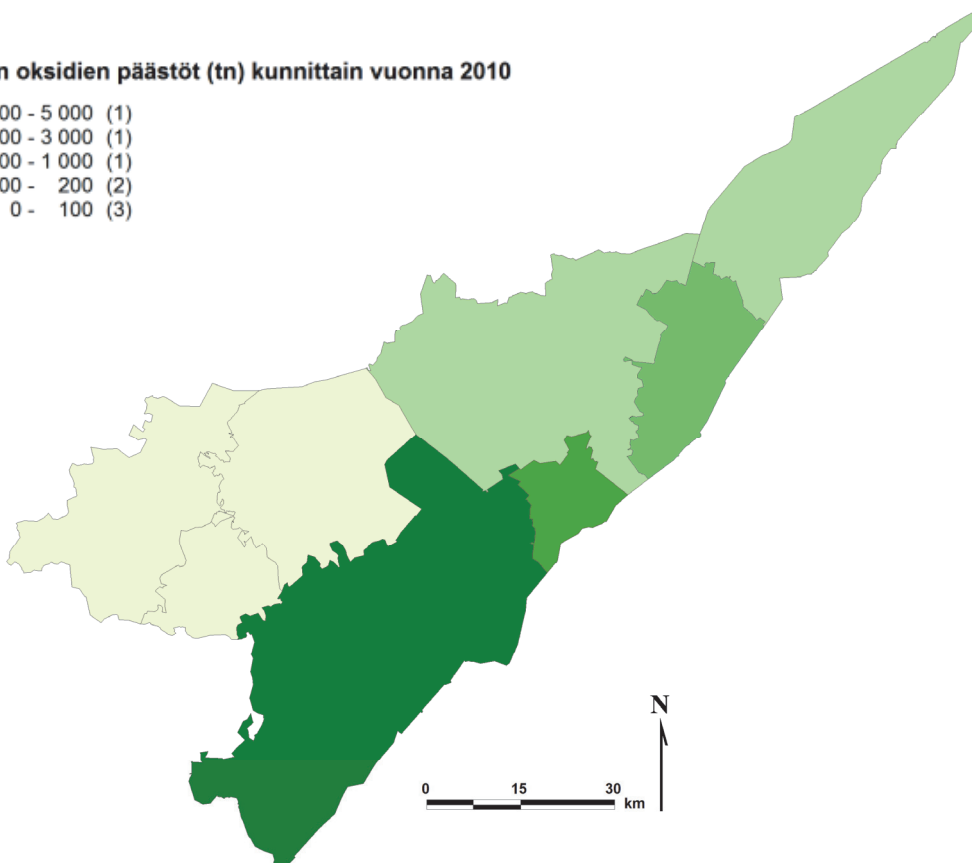 n oksidien päästöt (tn) kunnittain vuonna 2010
00 - 5 000 (1)
00 - 3 000 (1)
00 - 1 000 (1)
00 - 200 (2)
0 - 100 (3)
N
0 15 30
km